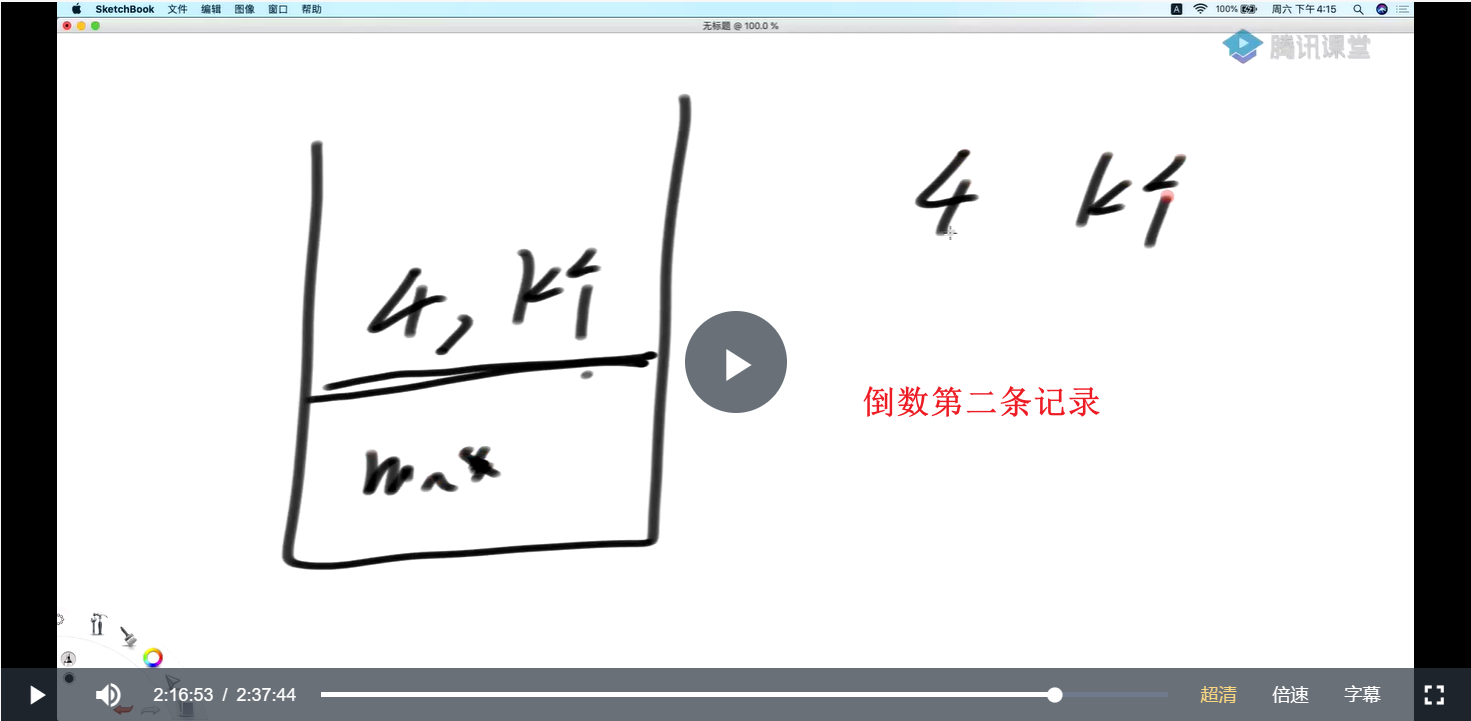 SketchBook 文件 编辑 图像 窗口 帮助 A 100% 周六 下午4:15
无标题 @ 100.0 %
腾讯课堂
4 ki
4, ki
倒数第二条记录
max
2:16:53 / 2:37:44 超清 倍速 字幕